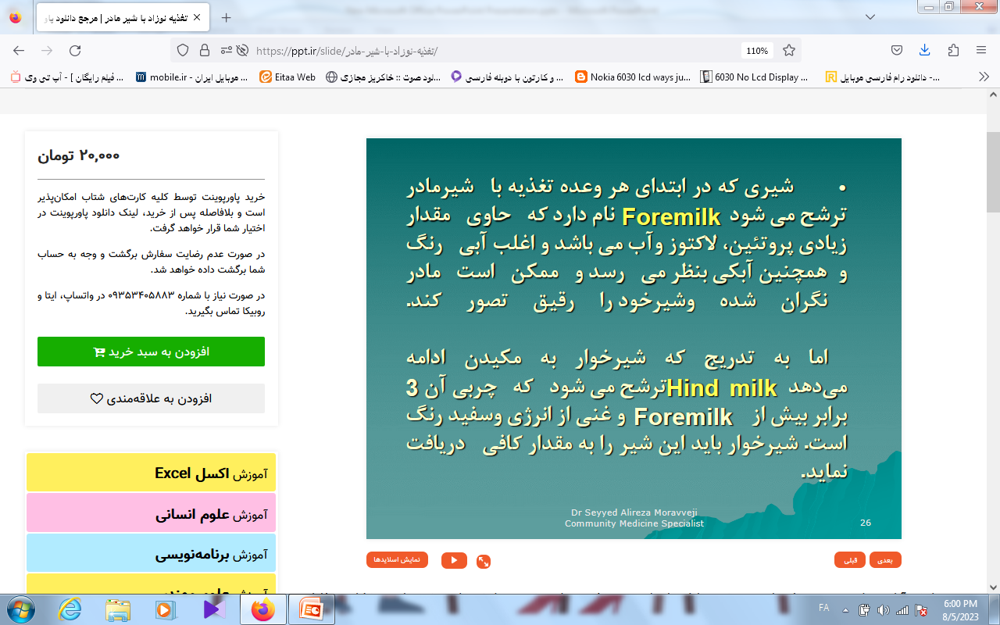 تغذیه نوزاد با شیر مادر | مرجع دانلود پاو
https://ppt.ir/slide/تغذیه-نوزاد-با-شیر-مادر/
110%
... فیلم رایگان ] - آپ تی وی
mobile.ir - موبایل ایران ...
Eitaa Web
...لود صوت :: خاکریز مجازی
... و کارتون با دوبله فارسی
Nokia 6030 lcd ways ju...
6030 No Lcd Display ...
...- دانلود رام فارسی موبایل
۲۰,۰۰۰ تومان
خرید پاورپوینت توسط کلیه کارت‌های شتاب امکان‌پذیر
است و بلافاصله پس از خرید، لینک دانلود پاورپوینت در
اختیار شما قرار خواهد گرفت.
در صورت عدم رضایت سفارش برگشت و وجه به حساب
شما برگشت داده خواهد شد.
در صورت نیاز با شماره ۰۹۳۵۳۴۰۵۸۸۳ در واتساپ، ایتا و
روبیکا تماس بگیرید.
افزودن به سبد خرید
افزودن به علاقه‌مندی
آموزش اکسل Excel
آموزش علوم انسانی
آموزش برنامه‌نویسی
• شیری که در ابتدای هر وعده تغذیه با شیرمادر
ترشح می شود Foremilk نام دارد که حاوی مقدار
زیادی پروتئین، لاکتوز وآب می باشد و اغلب آبی رنگ
و همچنین آبکی بنظر می رسد و ممکن است مادر
نگران شده وشیرخود را رقیق تصور کند.
اما به تدریج که شیرخوار به مکیدن ادامه
می‌دهد Hind milkترشح می شود که چربی آن 3
برابر بیش از Foremilk و غنی از انرژی وسفید رنگ
است. شیرخوار باید این شیر را به مقدار کافی دریافت
نماید.
Dr Seyyed Alireza Moravveji
Community Medicine Specialist
26
نمایش اسلایدها
قبلی
بعدی
FA
6:00 PM
8/5/2023